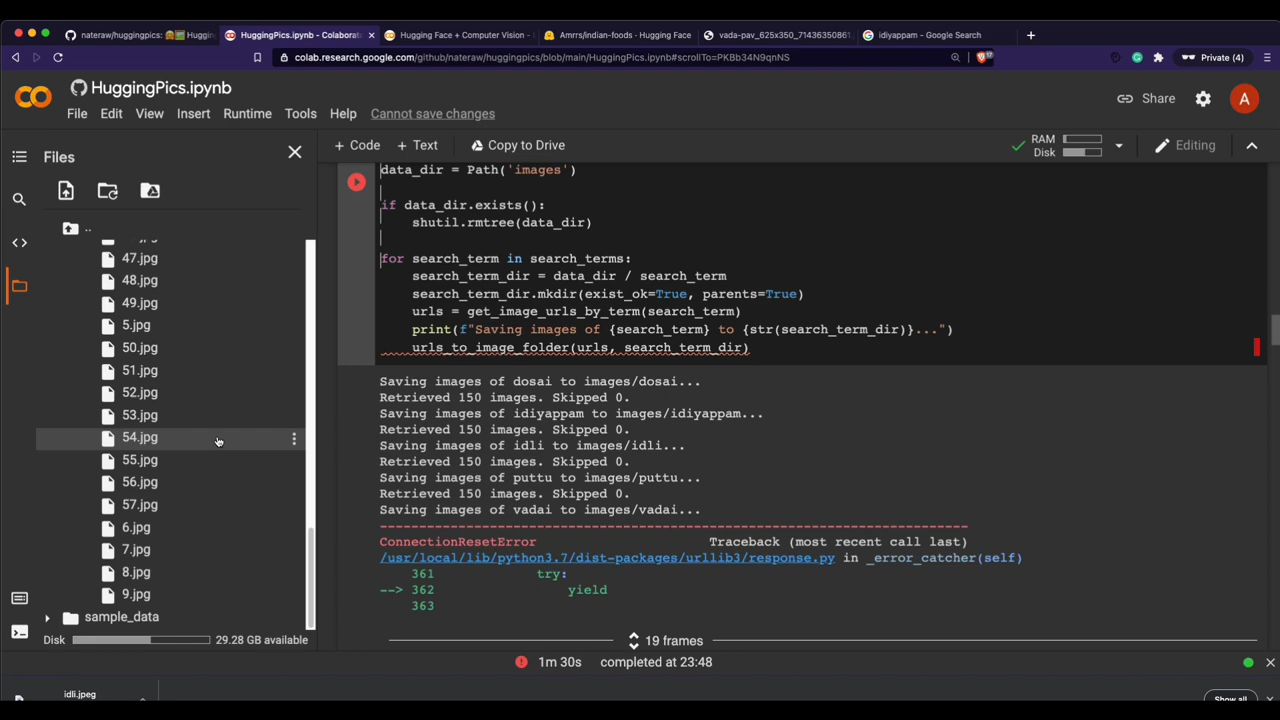 nateraw/huggingpics: Hugging
HuggingPics.ipynb - Colaborat
Hugging Face + Computer Vision -
Amrrs/indian-foods · Hugging Face
vada-pav_625x350_71436350861
idiyappam - Google Search
colab.research.google.com/github/nateraw/huggingpics/blob/main/HuggingPics.ipynb#scrollTo=PKBb34N9qnNS
17
Private (4)
HuggingPics.ipynb
Share
A
File Edit View Insert Runtime Tools Help Cannot save changes
Files
+ Code + Text Copy to Drive
RAM
Disk
Editing
..
47.jpg
48.jpg
49.jpg
5.jpg
50.jpg
51.jpg
52.jpg
53.jpg
54.jpg
55.jpg
56.jpg
57.jpg
6.jpg
7.jpg
8.jpg
9.jpg
sample_data
Disk 29.28 GB available
data_dir = Path('images')
if data_dir.exists():
shutil.rmtree(data_dir)
for search_term in search_terms:
search_term_dir = data_dir / search_term
search_term_dir.mkdir(exist_ok=True, parents=True)
urls = get_image_urls_by_term(search_term)
print(f"Saving images of {search_term} to {str(search_term_dir)}...")
urls_to_image_folder(urls, search_term_dir)
Saving images of dosai to images/dosai...
Retrieved 150 images. Skipped 0.
Saving images of idiyappam to images/idiyappam...
Retrieved 150 images. Skipped 0.
Saving images of idli to images/idli...
Retrieved 150 images. Skipped 0.
Saving images of puttu to images/puttu...
Retrieved 150 images. Skipped 0.
Saving images of vadai to images/vadai...
---------------------------------------------------------------------------
ConnectionResetError Traceback (most recent call last)
/usr/local/lib/python3.7/dist-packages/urllib3/response.py in _error_catcher(self)
361 try:
--> 362 yield
363
19 frames
1m 30s completed at 23:48
idli.jpeg
Show all